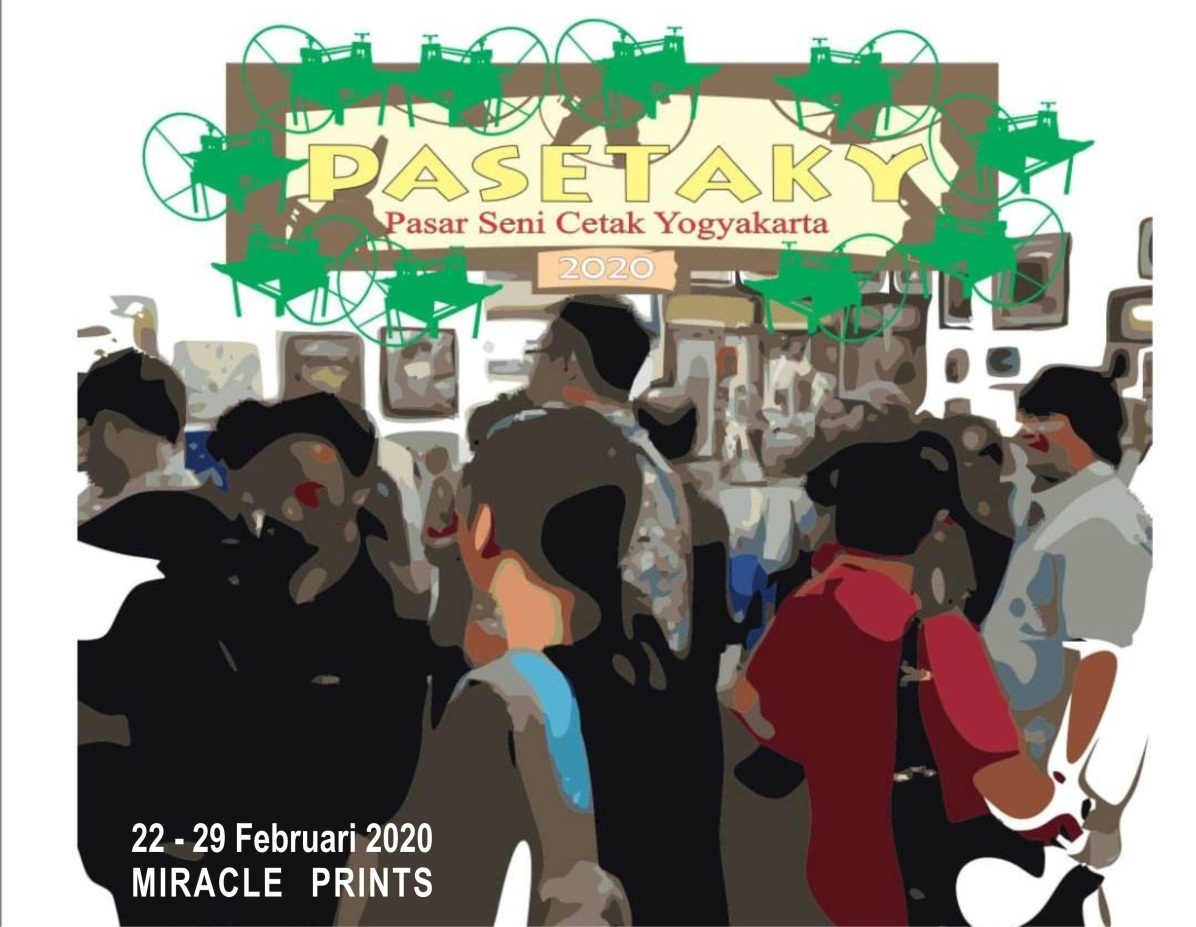 PASETAKY
Pasar Seni Cetak Yogyakarta
2020
22 - 29 Februari 2020
MIRACLE PRINTS